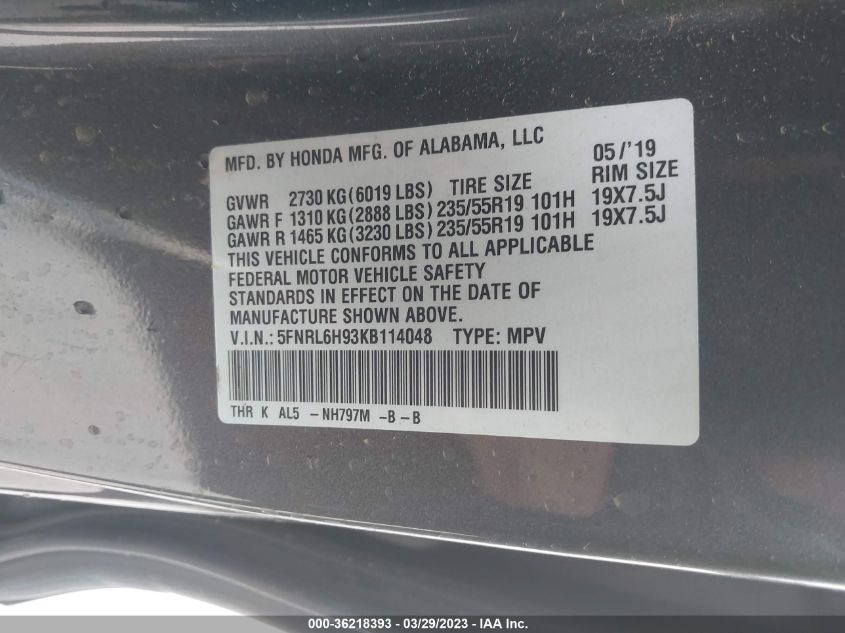 MFD. BY HONDA MFG. OF ALABAMA, LLC 05/'19
GVWR 2730 KG(6019 LBS) TIRE SIZE RIM SIZE
GAWR F 1310 KG(2888 LBS) 235/55R19 101H 19X7.5J
GAWR R 1465 KG(3230 LBS) 235/55R19 101H 19X7.5J
THIS VEHICLE CONFORMS TO ALL APPLICABLE
FEDERAL MOTOR VEHICLE SAFETY
STANDARDS IN EFFECT ON THE DATE OF
MANUFACTURE SHOWN ABOVE.
V.I.N.: 5FNRL6H93KB114048 TYPE: MPV
THR K AL5 -NH797M -B-B
000-36218393 - 03/29/2023 - IAA Inc.